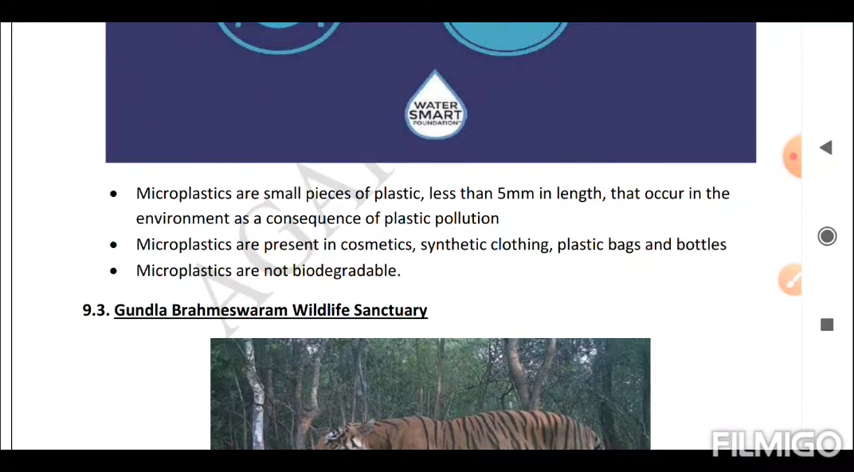 WATER
SMART
FOUNDATION
• Microplastics are small pieces of plastic, less than 5mm in length, that occur in the
environment as a consequence of plastic pollution
• Microplastics are present in cosmetics, synthetic clothing, plastic bags and bottles
• Microplastics are not biodegradable.
9.3. Gundla Brahmeswaram Wildlife Sanctuary
FILMIGO